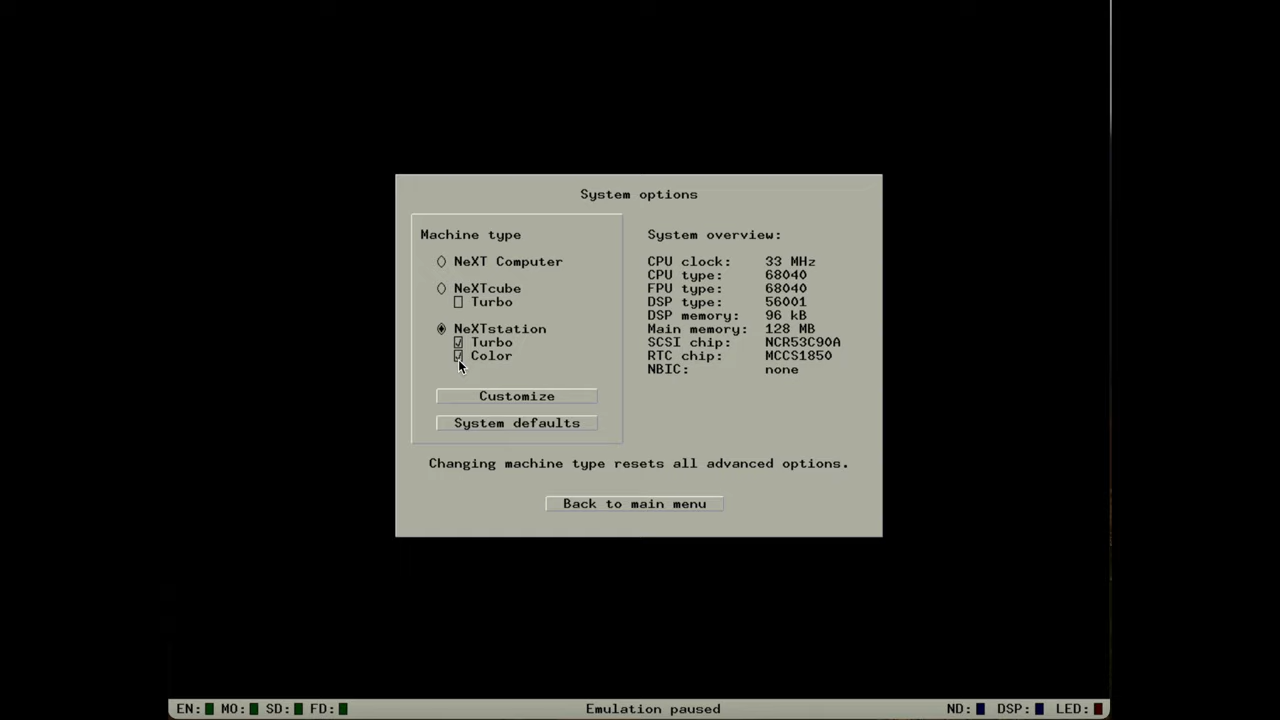 System options
Machine type
NeXT Computer
NeXTcube
Turbo
NeXTstation
Turbo
Color
Customize
System defaults
System overview:
CPU clock: 33 MHz
CPU type: 68040
FPU type: 68040
DSP type: 56001
DSP memory: 96 kB
Main memory: 128 MB
SCSI chip: NCR53C90A
RTC chip: MCCS1850
NBIC: none
Changing machine type resets all advanced options.
Back to main menu
EN: MO: SD: FD: Emulation paused ND: DSP: LED: